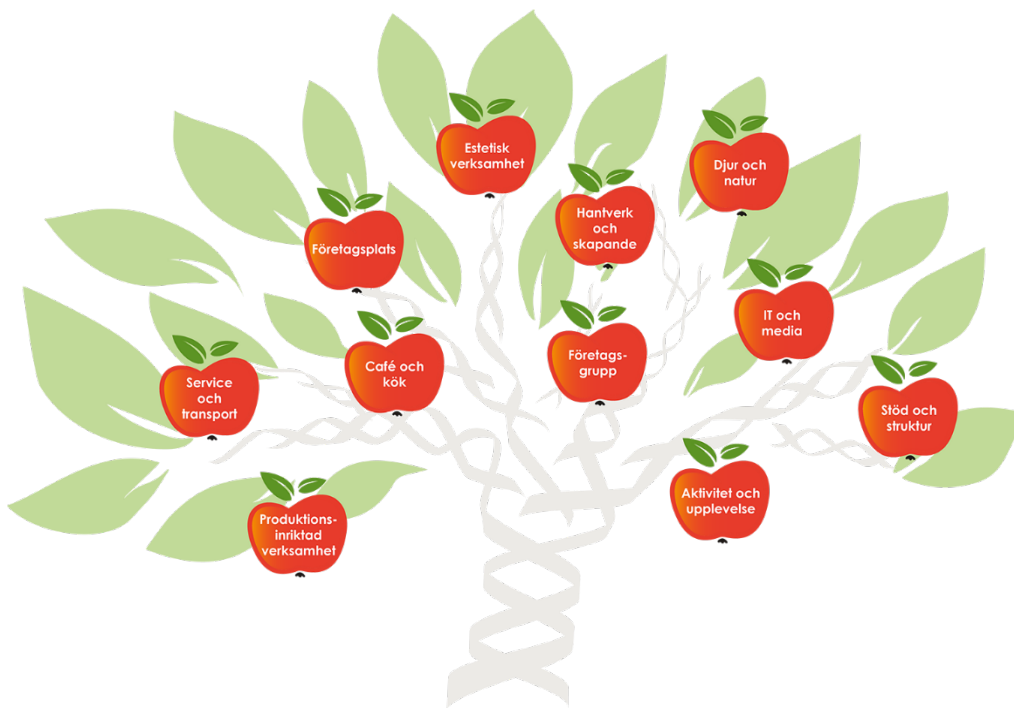 Estetisk
verksamhet
Djur och
natur
Hantverk
och
skapande
Företagsplats
IT och
media
Café och
kök
Företags-
grupp
Service
och
transport
Stöd och
struktur
Aktivitet och
upplevelse
Produktions-
inriktad
verksamhet